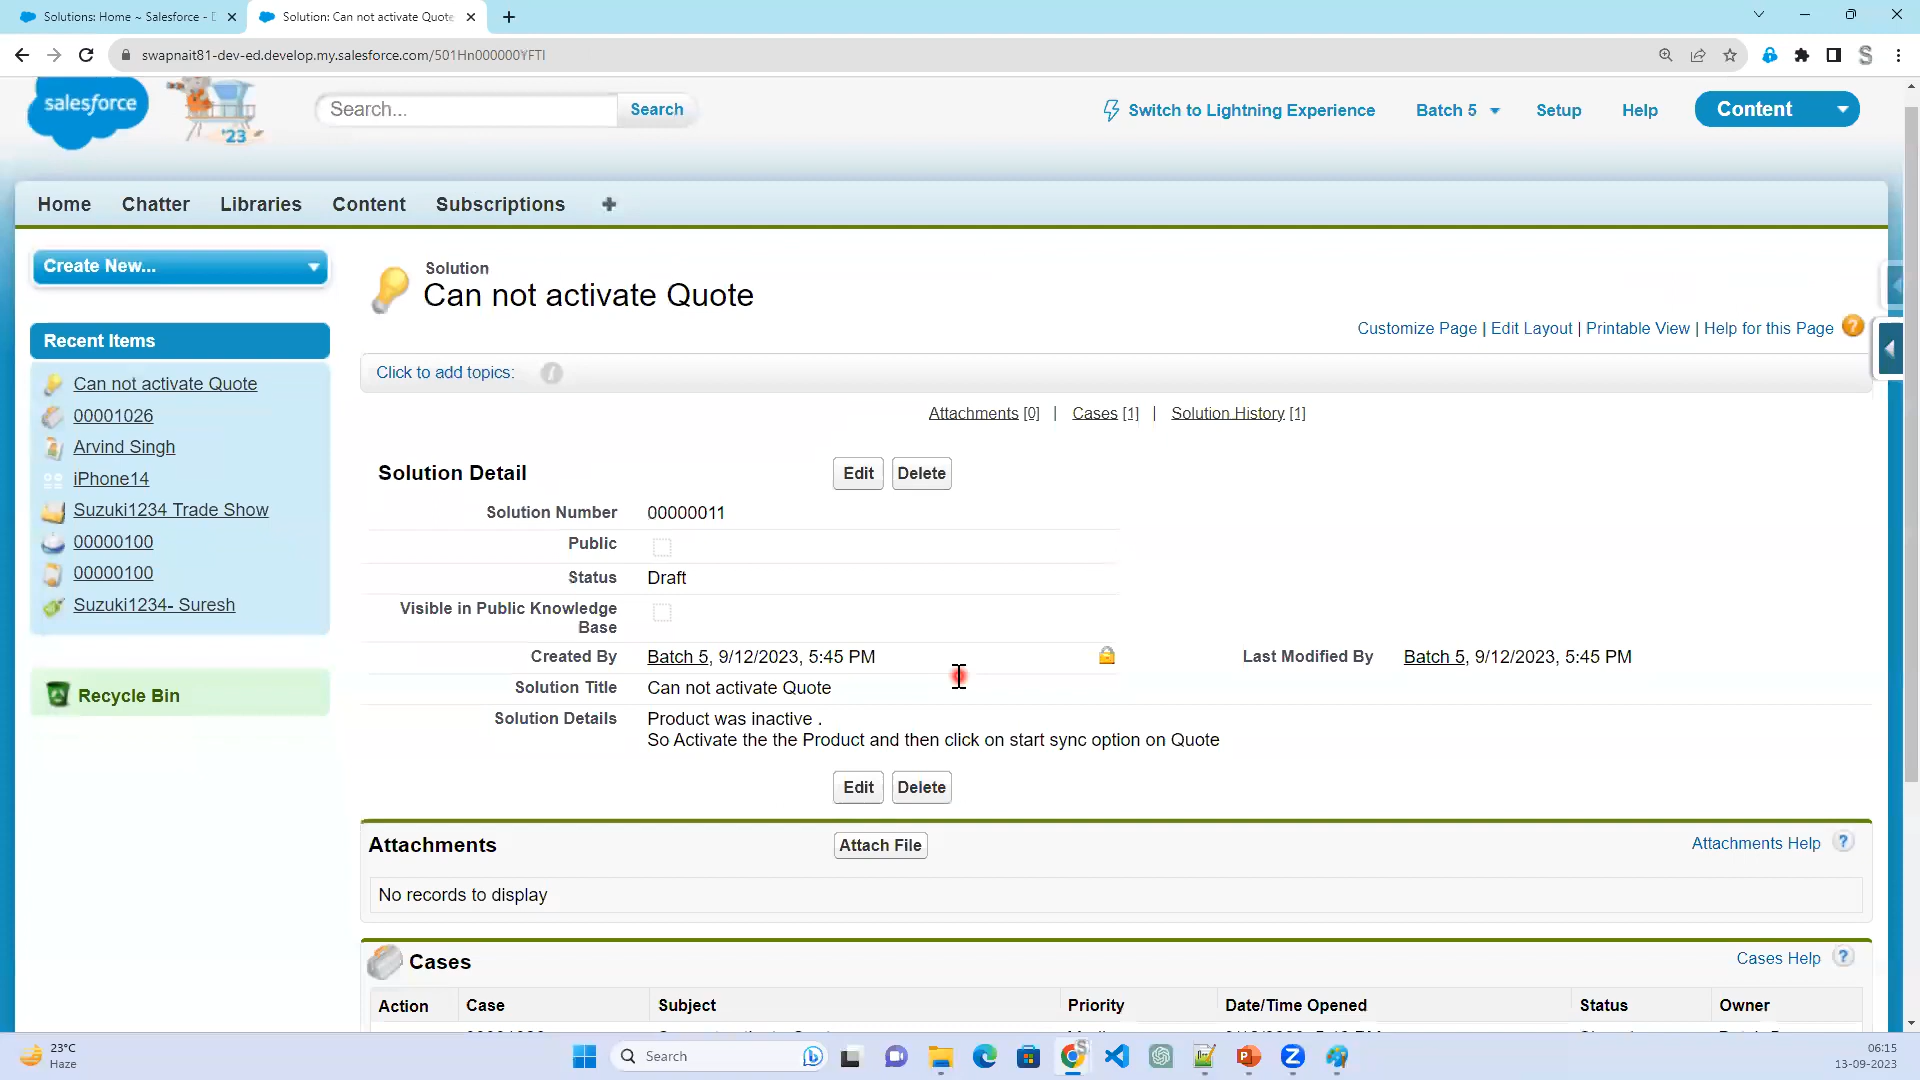 Solutions: Home ~ Salesforce - D
Solution: Can not activate Quote
swapnait81-dev-ed.develop.my.salesforce.com/501Hn000000YFTI
salesforce
'23
Search...
Search
Switch to Lightning Experience
Batch 5
Setup
Help
Content
Home
Chatter
Libraries
Content
Subscriptions
Create New...
Solution
Can not activate Quote
Customize Page | Edit Layout | Printable View | Help for this Page
Recent Items
Can not activate Quote
00001026
Arvind Singh
iPhone14
Suzuki1234 Trade Show
00000100
00000100
Suzuki1234- Suresh
Recycle Bin
Click to add topics:
Attachments [0] | Cases [1] | Solution History [1]
Solution Detail
Edit
Delete
Solution Number 00000011
Public
Status Draft
Visible in Public Knowledge
Base
Created By Batch 5, 9/12/2023, 5:45 PM
Last Modified By Batch 5, 9/12/2023, 5:45 PM
Solution Title Can not activate Quote
Solution Details Product was inactive .
So Activate the the Product and then click on start sync option on Quote
Edit
Delete
Attachments
Attach File
Attachments Help
No records to display
Cases
Cases Help
Action Case Subject Priority Date/Time Opened Status Owner
23°C
Haze
Search
06:15
13-09-2023